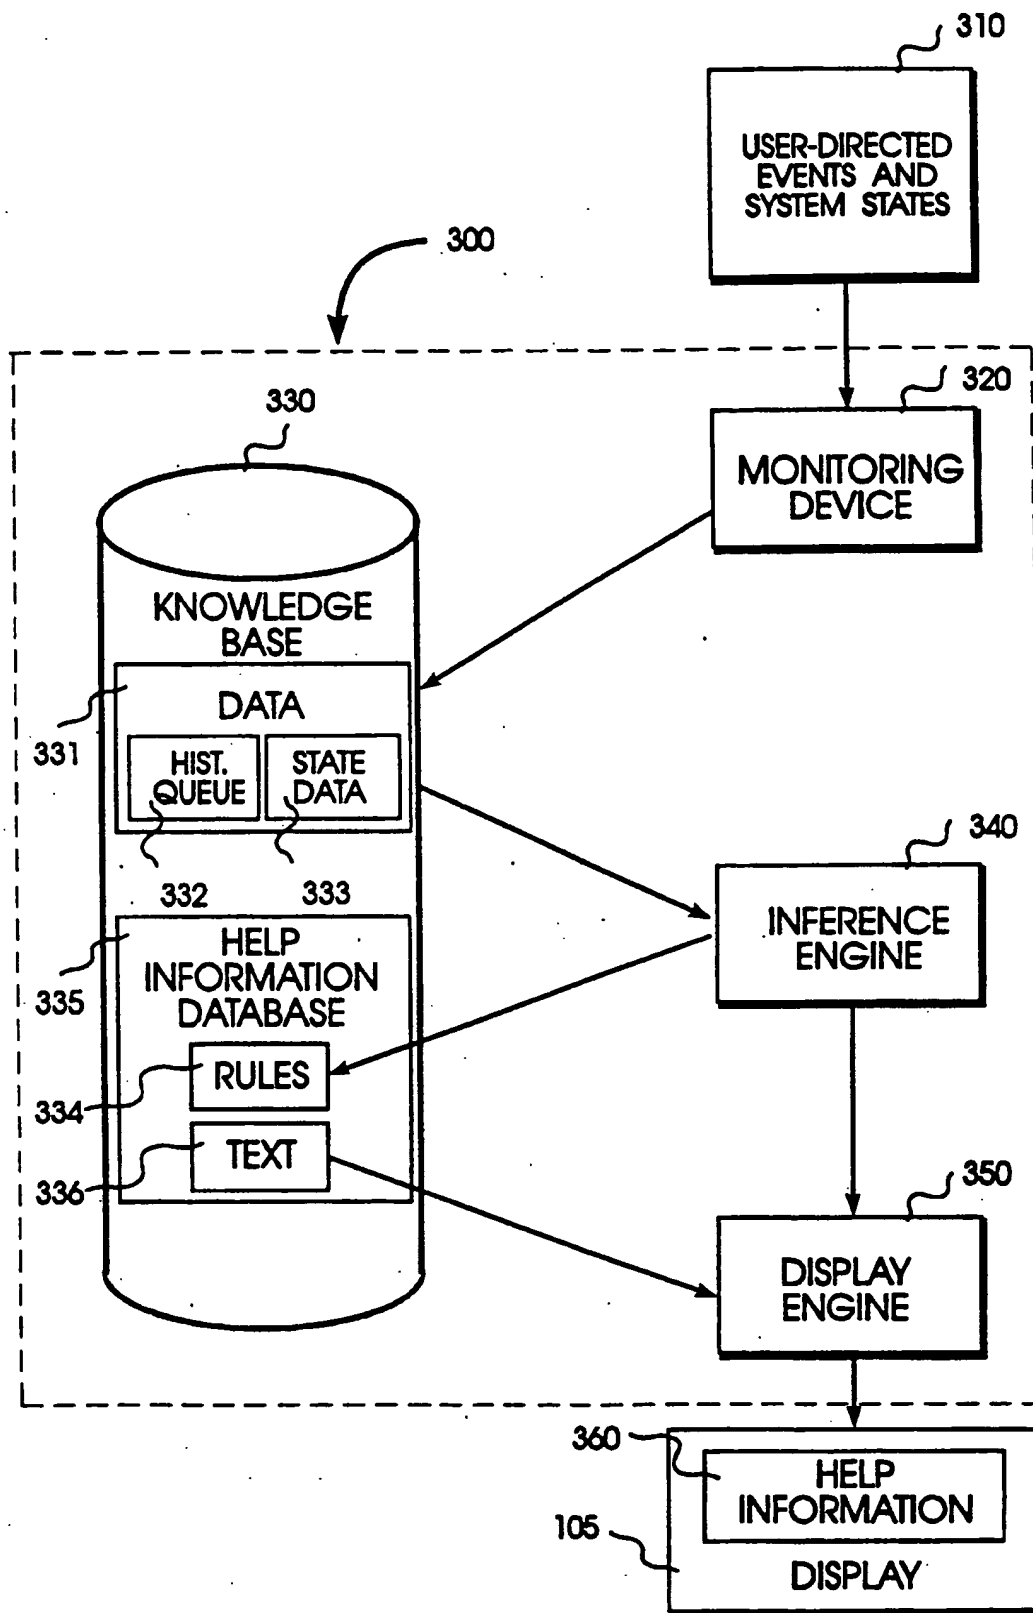 310
USER-DIRECTED
EVENTS AND
SYSTEM STATES
300
320
MONITORING
DEVICE
330
KNOWLEDGE
BASE
DATA
331
HIST.
QUEUE
STATE
DATA
332
333
340
INFERENCE
ENGINE
HELP
INFORMATION
DATABASE
335
RULES
334
TEXT
336
350
DISPLAY
ENGINE
360
HELP
INFORMATION
105
DISPLAY